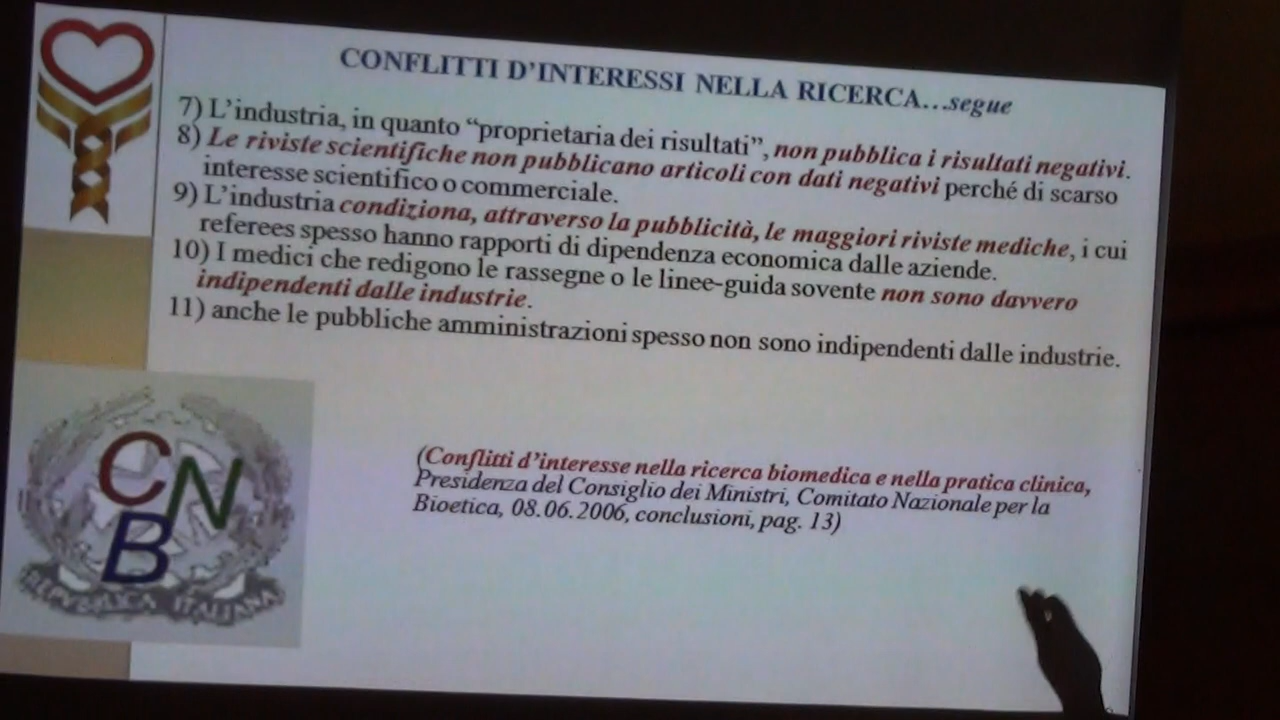 CONFLITTI D'INTERESSI NELLA RICERCA...segue
7) L'industria, in quanto "proprietaria dei risultati", non pubblica i risultati negativi.
8) Le riviste scientifiche non pubblicano articoli con dati negativi perché di scarso
interesse scientifico o commerciale.
9) L'industria condiziona, attraverso la pubblicità, le maggiori riviste mediche, i cui
referees spesso hanno rapporti di dipendenza economica dalle aziende.
10) I medici che redigono le rassegne o le linee-guida sovente non sono davvero
indipendenti dalle industrie.
11) anche le pubbliche amministrazioni spesso non sono indipendenti dalle industrie.
(Conflitti d'interesse nella ricerca biomedica e nella pratica clinica,
Presidenza del Consiglio dei Ministri, Comitato Nazionale per la
Bioetica, 08.06.2006, conclusioni, pag. 13)
CNB
REPVBBLICA ITALIANA